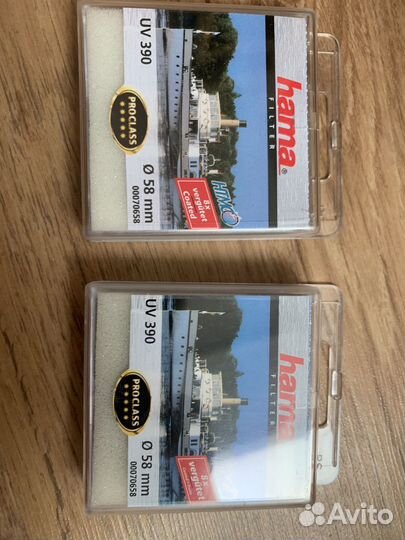 hama®
FILTER
UV 390
PROCLASS
Ø 58 mm
00070658
HTMC
8x
vergütet
Coated
hama
FILTER
UV 390
PROCLASS
Ø 58 mm
00070658
8x
vergütet
Avito